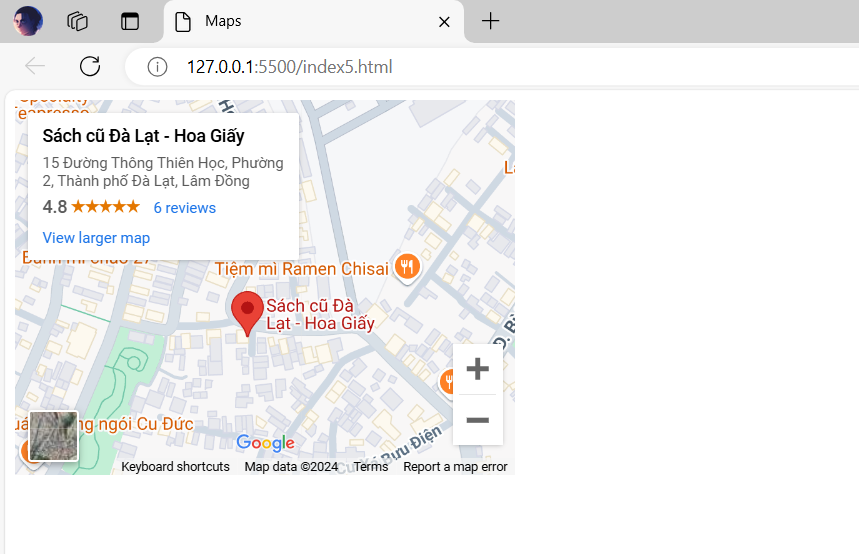 Maps
127.0.0.1:5500/index5.html
Sách cũ Đà Lạt - Hoa Giấy
15 Đường Thông Thiên Học, Phường
2, Thành phố Đà Lạt, Lâm Đồng
4.8 ★★★★★ 6 reviews
View larger map
Tiệm mì Ramen Chisai
Sách cũ Đà
Lạt - Hoa Giấy
ngói Cu Đức
Bưu Điện
Google
Keyboard shortcuts Map data ©2024 Terms Report a map error